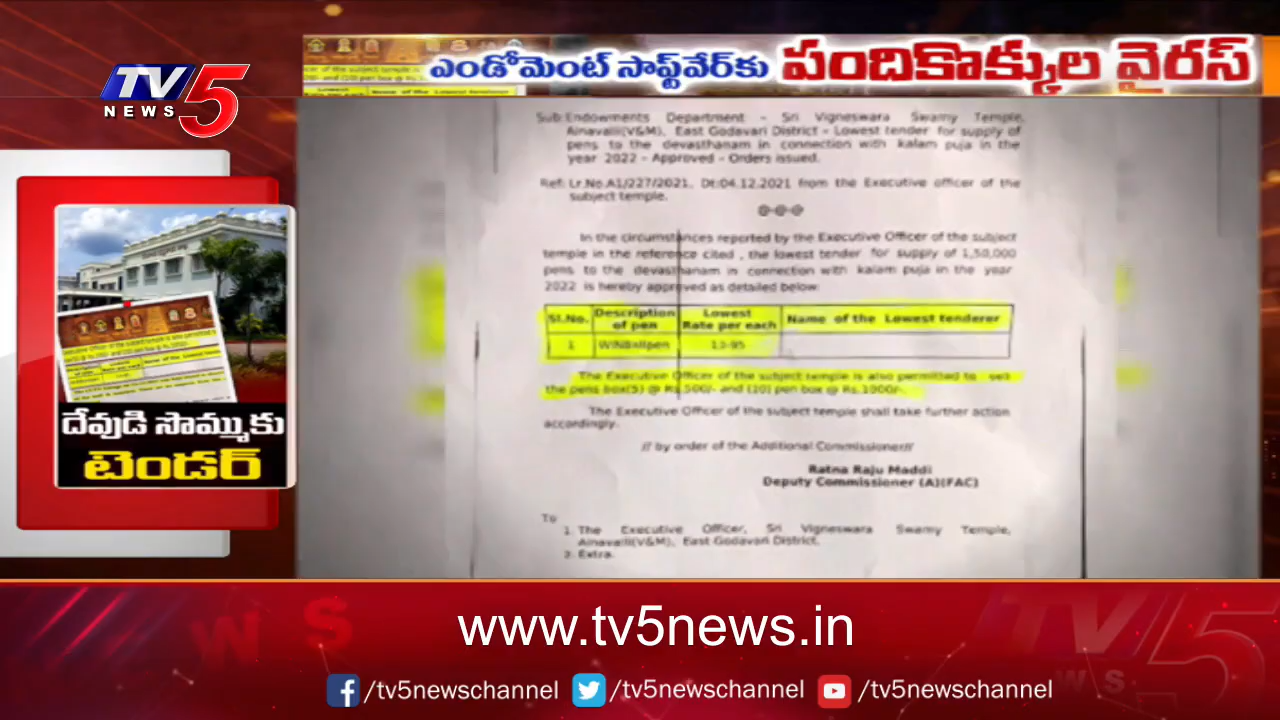 TV5
NEWS
ఎండోమెంట్ సాఫ్ట్‌వేర్‌కు పందికొక్కుల వైరస్
Sub:Endowments Department – Sri Vigneswara Swamy Temple,
Ainavalli(V&M), East Godavari District – Lowest tender for supply of
pens to the devasthanam in connection with kalam puja in the
year 2022 – Approved – Orders issued.
Ref: Lr.No.A1/227/2021, Dt:04.12.2021 from the Executive officer of the
subject temple.
@-@-@
In the circumstances reported by the Executive Officer of the subject
temple in the reference cited , the lowest tender for supply of 1,50,000
pens to the devasthanam in connection with kalam puja in the year
2022 is hereby approved as detailed below:
Sl.No. Description of pen Lowest Rate per each Name of the Lowest tenderer
1
The Executive Officer of the subject temple is also permitted to sell
the pens box(5) @ Rs.500/- and (10) pen box @ Rs.1000/-.
The Executive Officer of the subject temple shall take further action
accordingly.
// by order of the Additional Commissioner//
Ratna Raju Maddi
Deputy Commissioner (A)(FAC)
To
1. The Executive Officer, Sri Vigneswara Swamy Temple,
Ainavalli(V&M), East Godavari District.
2. Extra.
దేవుడి సొమ్ముకు
టెండర్
www.tv5news.in
/tv5newschannel /tv5newschannel /tv5newschannel